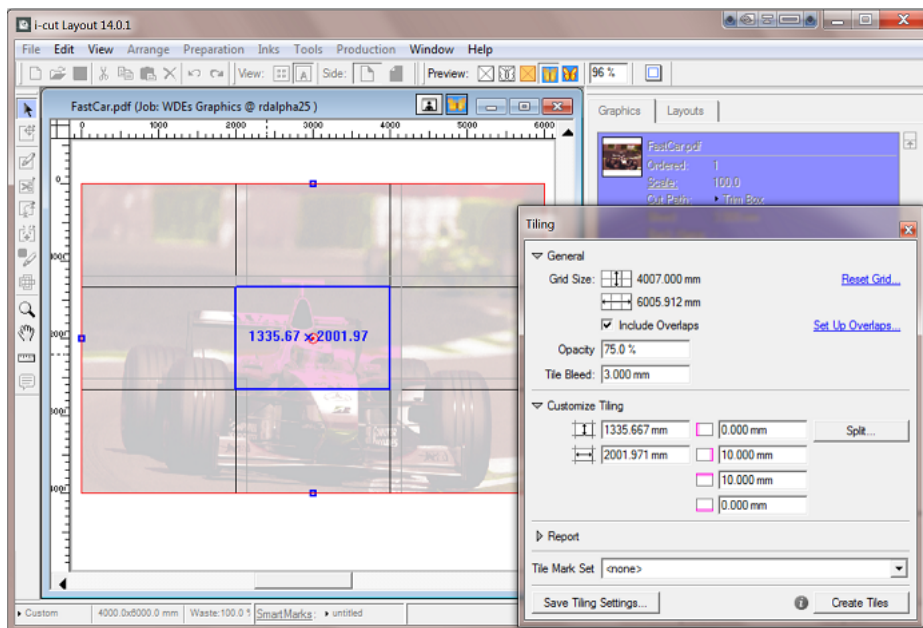 i-cut Layout 14.0.1
File Edit View Arrange Preparation Inks Tools Production Window Help
View: A Side: Preview: 96 %
FastCar.pdf (Job: WDEs Graphics @ rdalpha25 )
Graphics Layouts
0 1000 2000 3000 4000 5000 6000
FastCar.pdf
Ordered: 1
Scale: 100.0
Cut Path: Trim Box
Tiling
General
Grid Size: 4007.000 mm Reset Grid...
6005.912 mm
Include Overlaps Set Up Overlaps...
1335.67 x 2001.97
Opacity 75.0 %
Tile Bleed: 3.000 mm
Customize Tiling
1335.667 mm 0.000 mm Split...
2001.971 mm 10.000 mm
10.000 mm
0.000 mm
Report
Tile Mark Set <none>
Save Tiling Settings... Create Tiles
Custom 4000.0x6000.0 mm Waste:100.0 SmartMarks: untitled